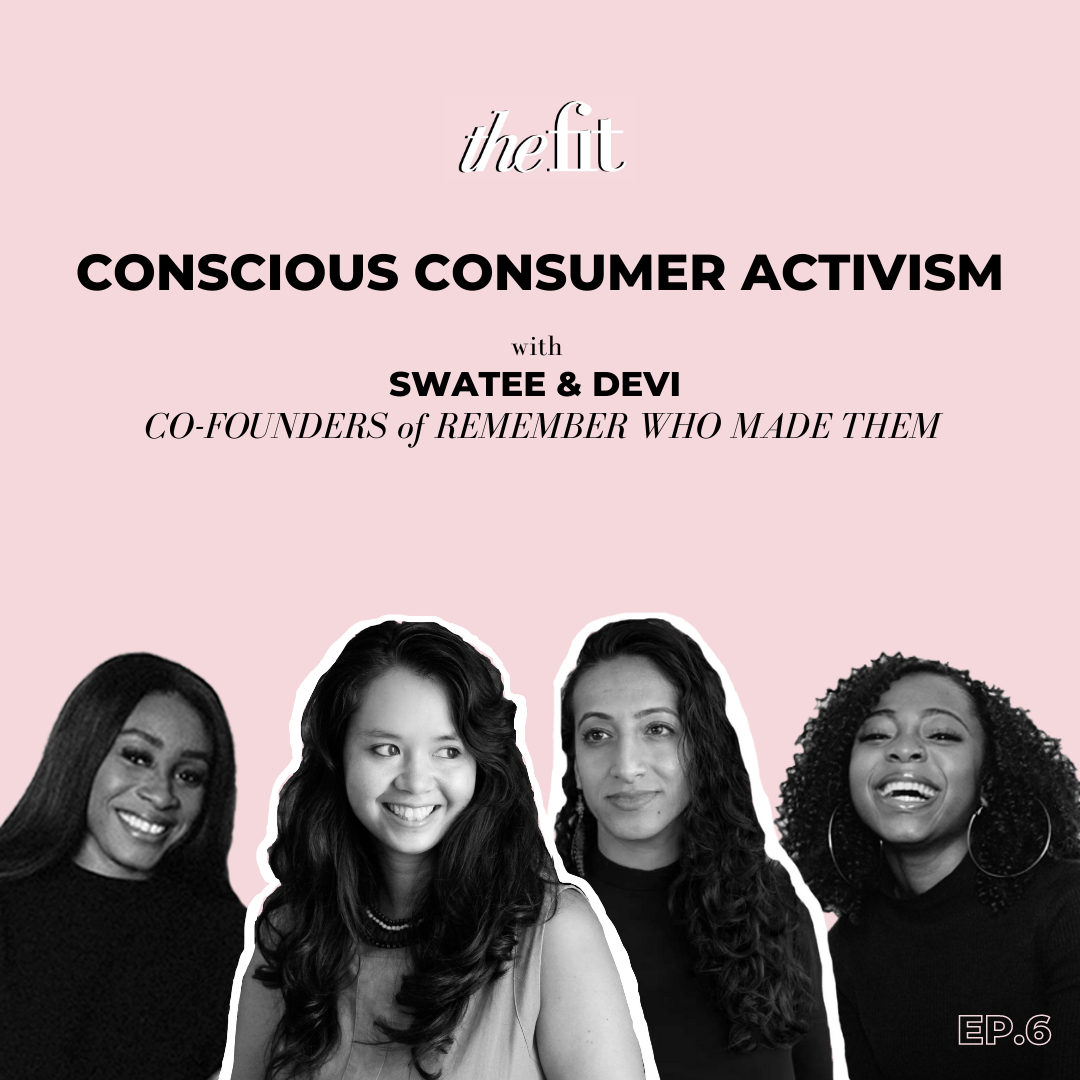 the fit
CONSCIOUS CONSUMER ACTIVISM
with
SWATEE & DEVI
CO-FOUNDERS of REMEMBER WHO MADE THEM
EP.6